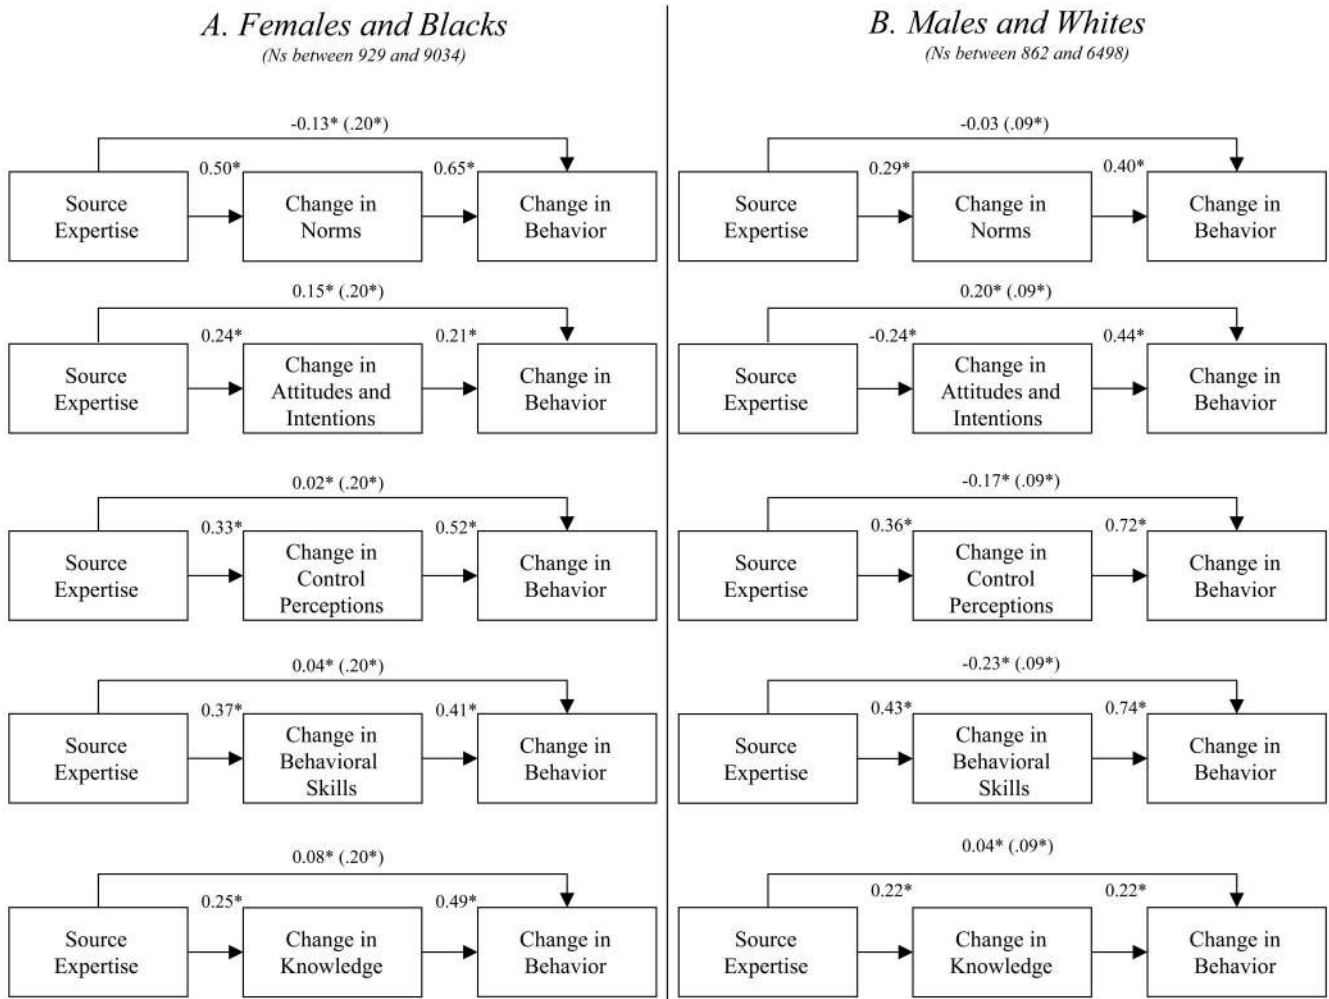 A. Females and Blacks
(Ns between 929 and 9034)
-0.13* (.20*)
0.50*
0.65*
Source
Expertise
Change in
Norms
Change in
Behavior
0.15* (.20*)
0.24*
0.21*
Source
Expertise
Change in
Attitudes and
Intentions
Change in
Behavior
0.02* (.20*)
0.33*
0.52*
Source
Expertise
Change in
Control
Perceptions
Change in
Behavior
0.04* (.20*)
0.37*
0.41*
Source
Expertise
Change in
Behavioral
Skills
Change in
Behavior
0.08* (.20*)
0.25*
0.49*
Source
Expertise
Change in
Knowledge
Change in
Behavior
B. Males and Whites
(Ns between 862 and 6498)
-0.03 (.09*)
0.29*
0.40*
Source
Expertise
Change in
Norms
Change in
Behavior
0.20* (.09*)
-0.24*
0.44*
Source
Expertise
Change in
Attitudes and
Intentions
Change in
Behavior
-0.17* (.09*)
0.36*
0.72*
Source
Expertise
Change in
Control
Perceptions
Change in
Behavior
-0.23* (.09*)
0.43*
0.74*
Source
Expertise
Change in
Behavioral
Skills
Change in
Behavior
0.04* (.09*)
0.22*
0.22*
Source
Expertise
Change in
Knowledge
Change in
Behavior